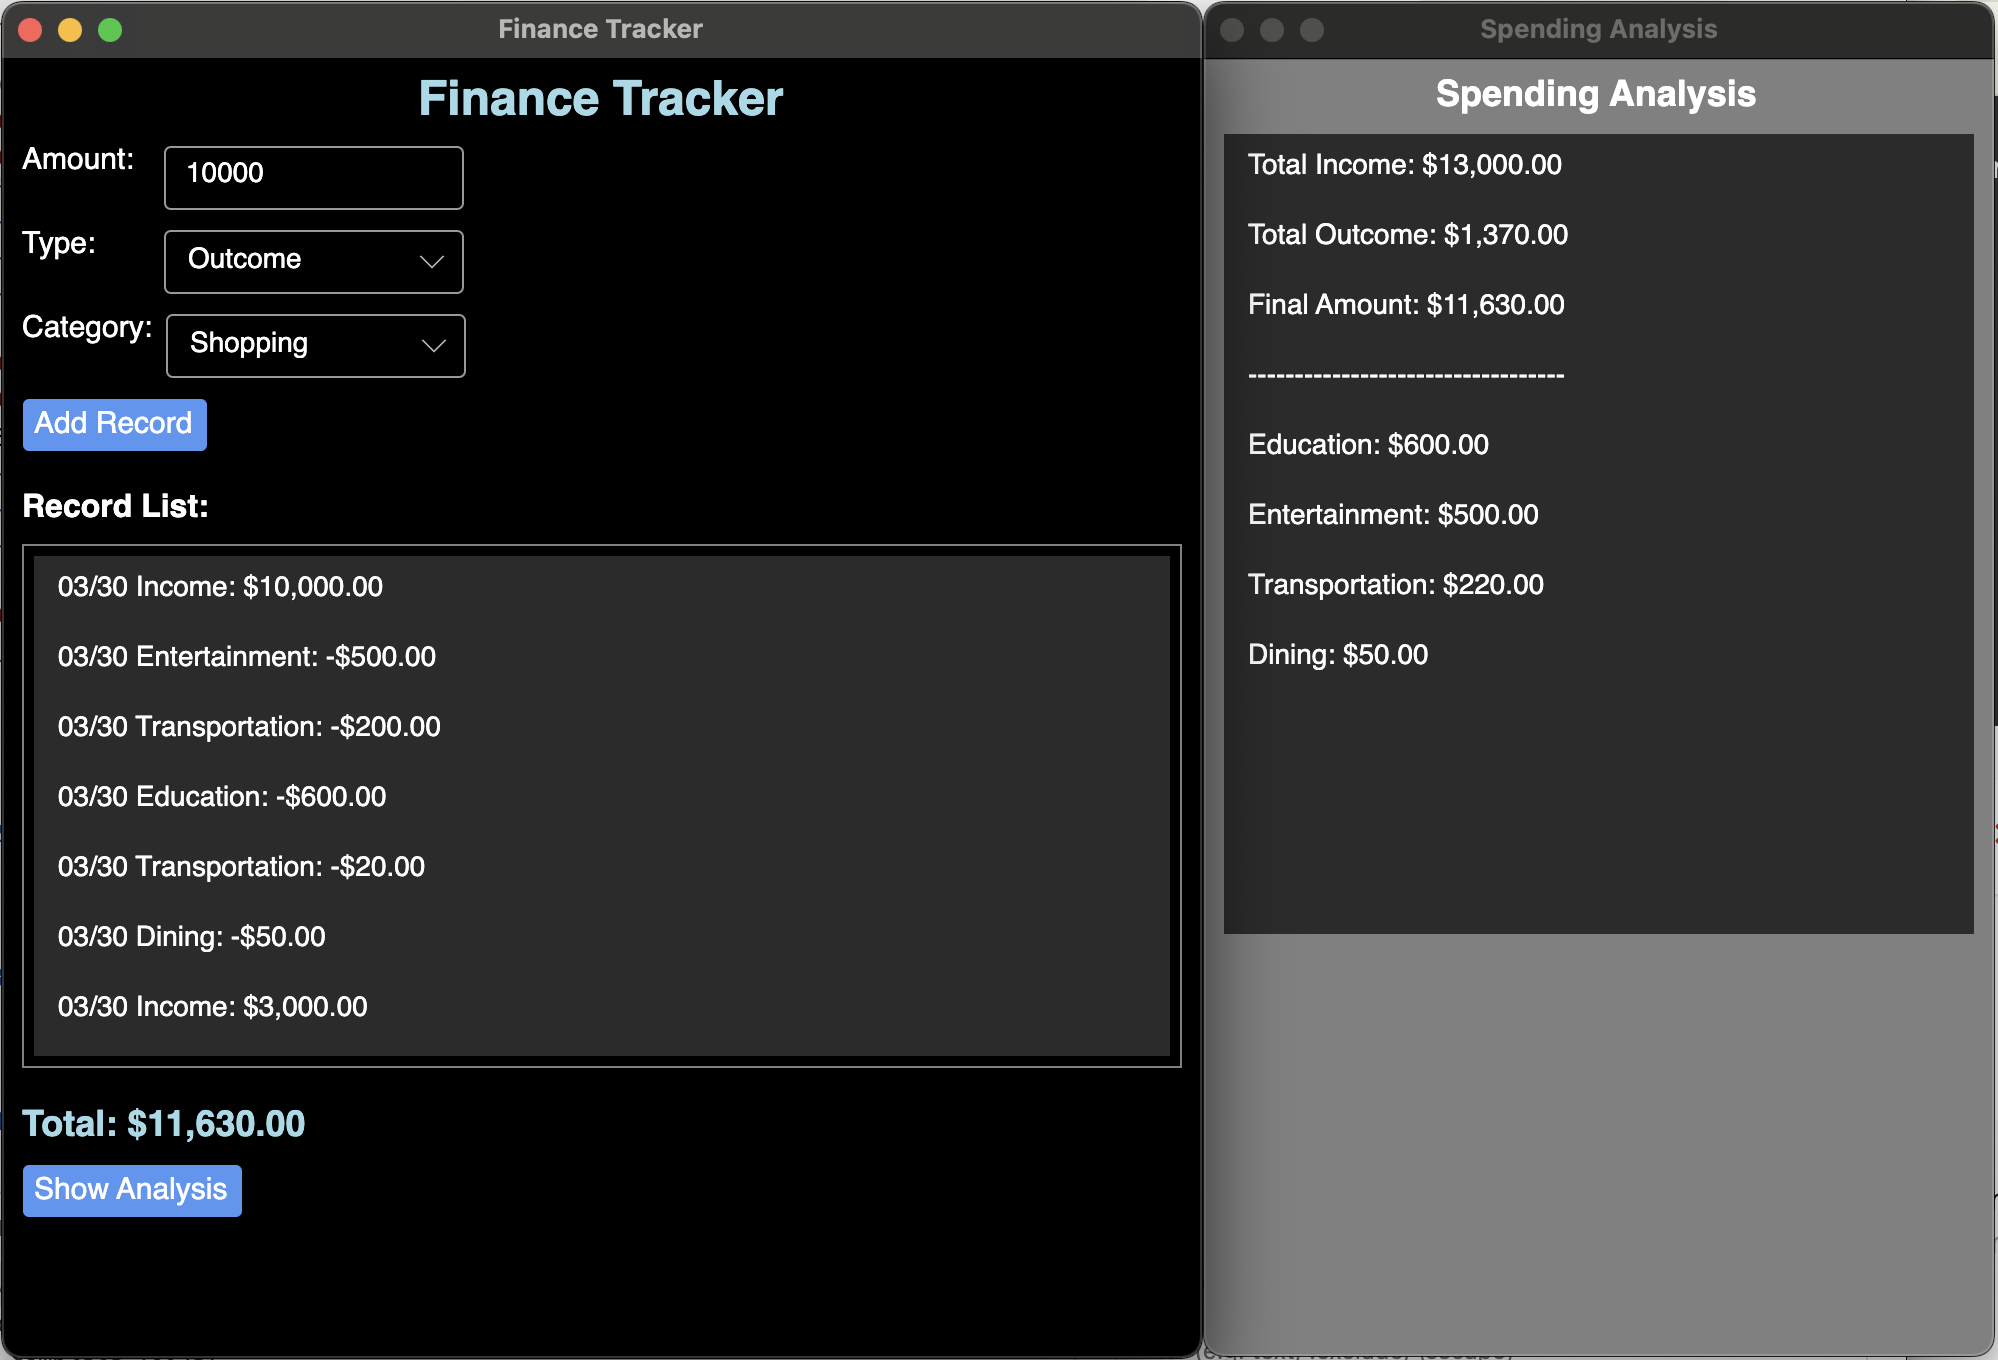 Finance Tracker
Finance Tracker
Amount:
10000
Type:
Outcome
Category:
Shopping
Add Record
Record List:
03/30 Income: $10,000.00
03/30 Entertainment: -$500.00
03/30 Transportation: -$200.00
03/30 Education: -$600.00
03/30 Transportation: -$20.00
03/30 Dining: -$50.00
03/30 Income: $3,000.00
Total: $11,630.00
Show Analysis
Spending Analysis
Spending Analysis
Total Income: $13,000.00
Total Outcome: $1,370.00
Final Amount: $11,630.00
----------------------------------
Education: $600.00
Entertainment: $500.00
Transportation: $220.00
Dining: $50.00